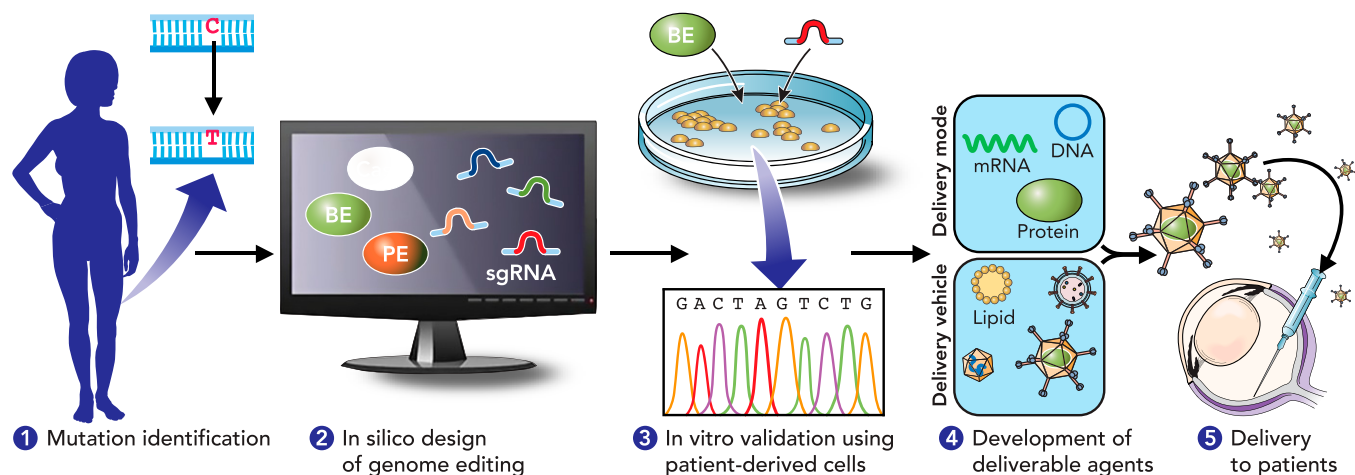 C
T
BE
PE
sgRNA
BE
GACTAGTCTG
Delivery mode
mRNA
DNA
Protein
Delivery vehicle
Lipid
1 Mutation identification
2 In silico design
of genome editing
3 In vitro validation using
patient-derived cells
4 Development of
deliverable agents
5 Delivery
to patients